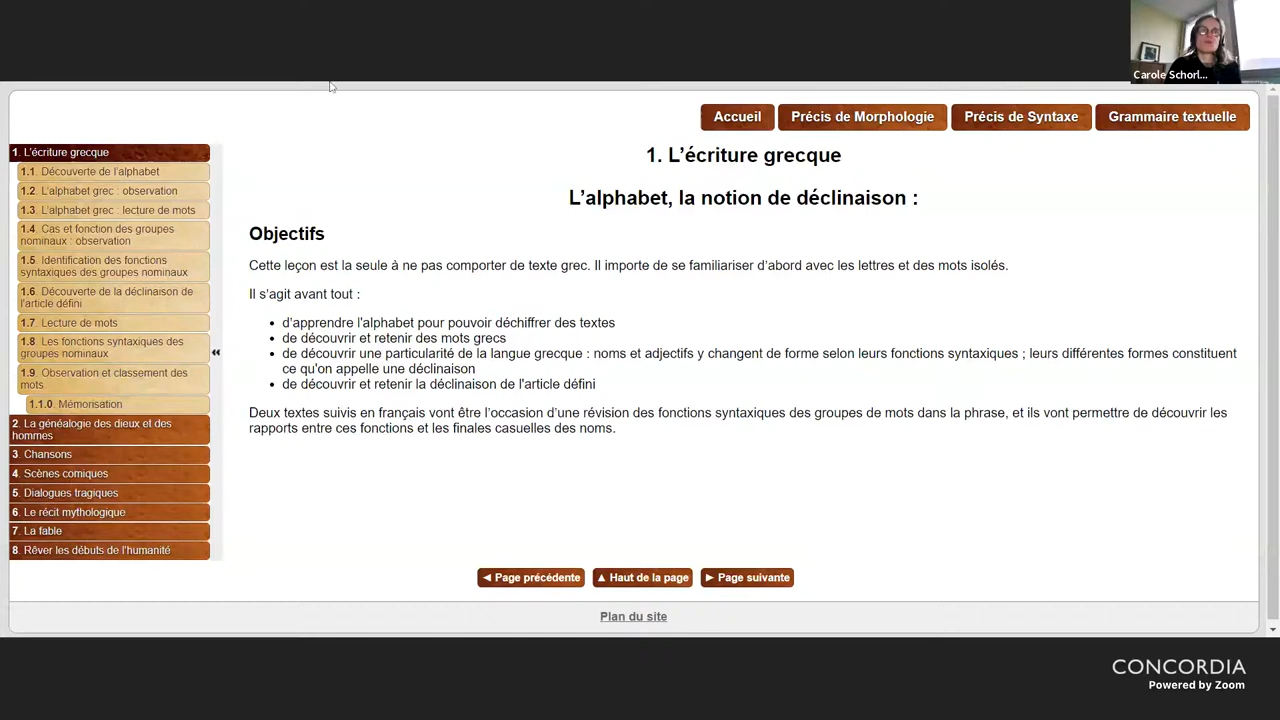 Carole Schorl...
Accueil
Précis de Morphologie
Précis de Syntaxe
Grammaire textuelle
1. L'écriture grecque
1.1. Découverte de l'alphabet
1.2. L'alphabet grec : observation
1.3. L'alphabet grec : lecture de mots
1.4. Cas et fonction des groupes
nominaux : observation
1.5. Identification des fonctions
syntaxiques des groupes nominaux
1.6. Découverte de la déclinaison de
l'article défini
1.7. Lecture de mots
1.8. Les fonctions syntaxiques des
groupes nominaux
1.9. Observation et classement des
mots
1.1.0 Mémorisation
2. La généalogie des dieux et des
hommes
3. Chansons
4. Scènes comiques
5. Dialogues tragiques
6. Le récit mythologique
7. La fable
8. Rêver les débuts de l'humanité
1. L'écriture grecque
L'alphabet, la notion de déclinaison :
Objectifs
Cette leçon est la seule à ne pas comporter de texte grec. Il importe de se familiariser d'abord avec les lettres et des mots isolés.
Il s'agit avant tout :
• d'apprendre l'alphabet pour pouvoir déchiffrer des textes
• de découvrir et retenir des mots grecs
• de découvrir une particularité de la langue grecque : noms et adjectifs y changent de forme selon leurs fonctions syntaxiques ; leurs différentes formes constituent
ce qu'on appelle une déclinaison
• de découvrir et retenir la déclinaison de l'article défini
Deux textes suivis en français vont être l'occasion d'une révision des fonctions syntaxiques des groupes de mots dans la phrase, et ils vont permettre de découvrir les
rapports entre ces fonctions et les finales casuelles des noms.
◄ Page précédente
▲ Haut de la page
► Page suivante
Plan du site
CONCORDIA
Powered by Zoom